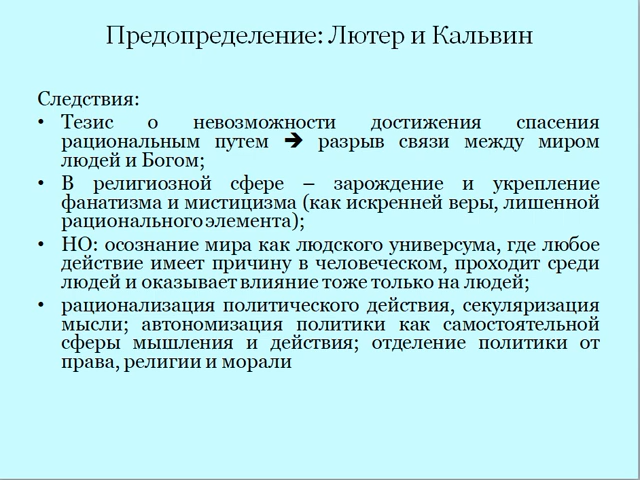 Предопределение: Лютер и Кальвин
Следствия:
• Тезис о невозможности достижения спасения
рациональным путем ➔ разрыв связи между миром
людей и Богом;
• В религиозной сфере – зарождение и укрепление
фанатизма и мистицизма (как искренней веры, лишенной
рационального элемента);
• НО: осознание мира как людского универсума, где любое
действие имеет причину в человеческом, проходит среди
людей и оказывает влияние тоже только на людей;
• рационализация политического действия, секуляризация
мысли; автономизация политики как самостоятельной
сферы мышления и действия; отделение политики от
права, религии и морали